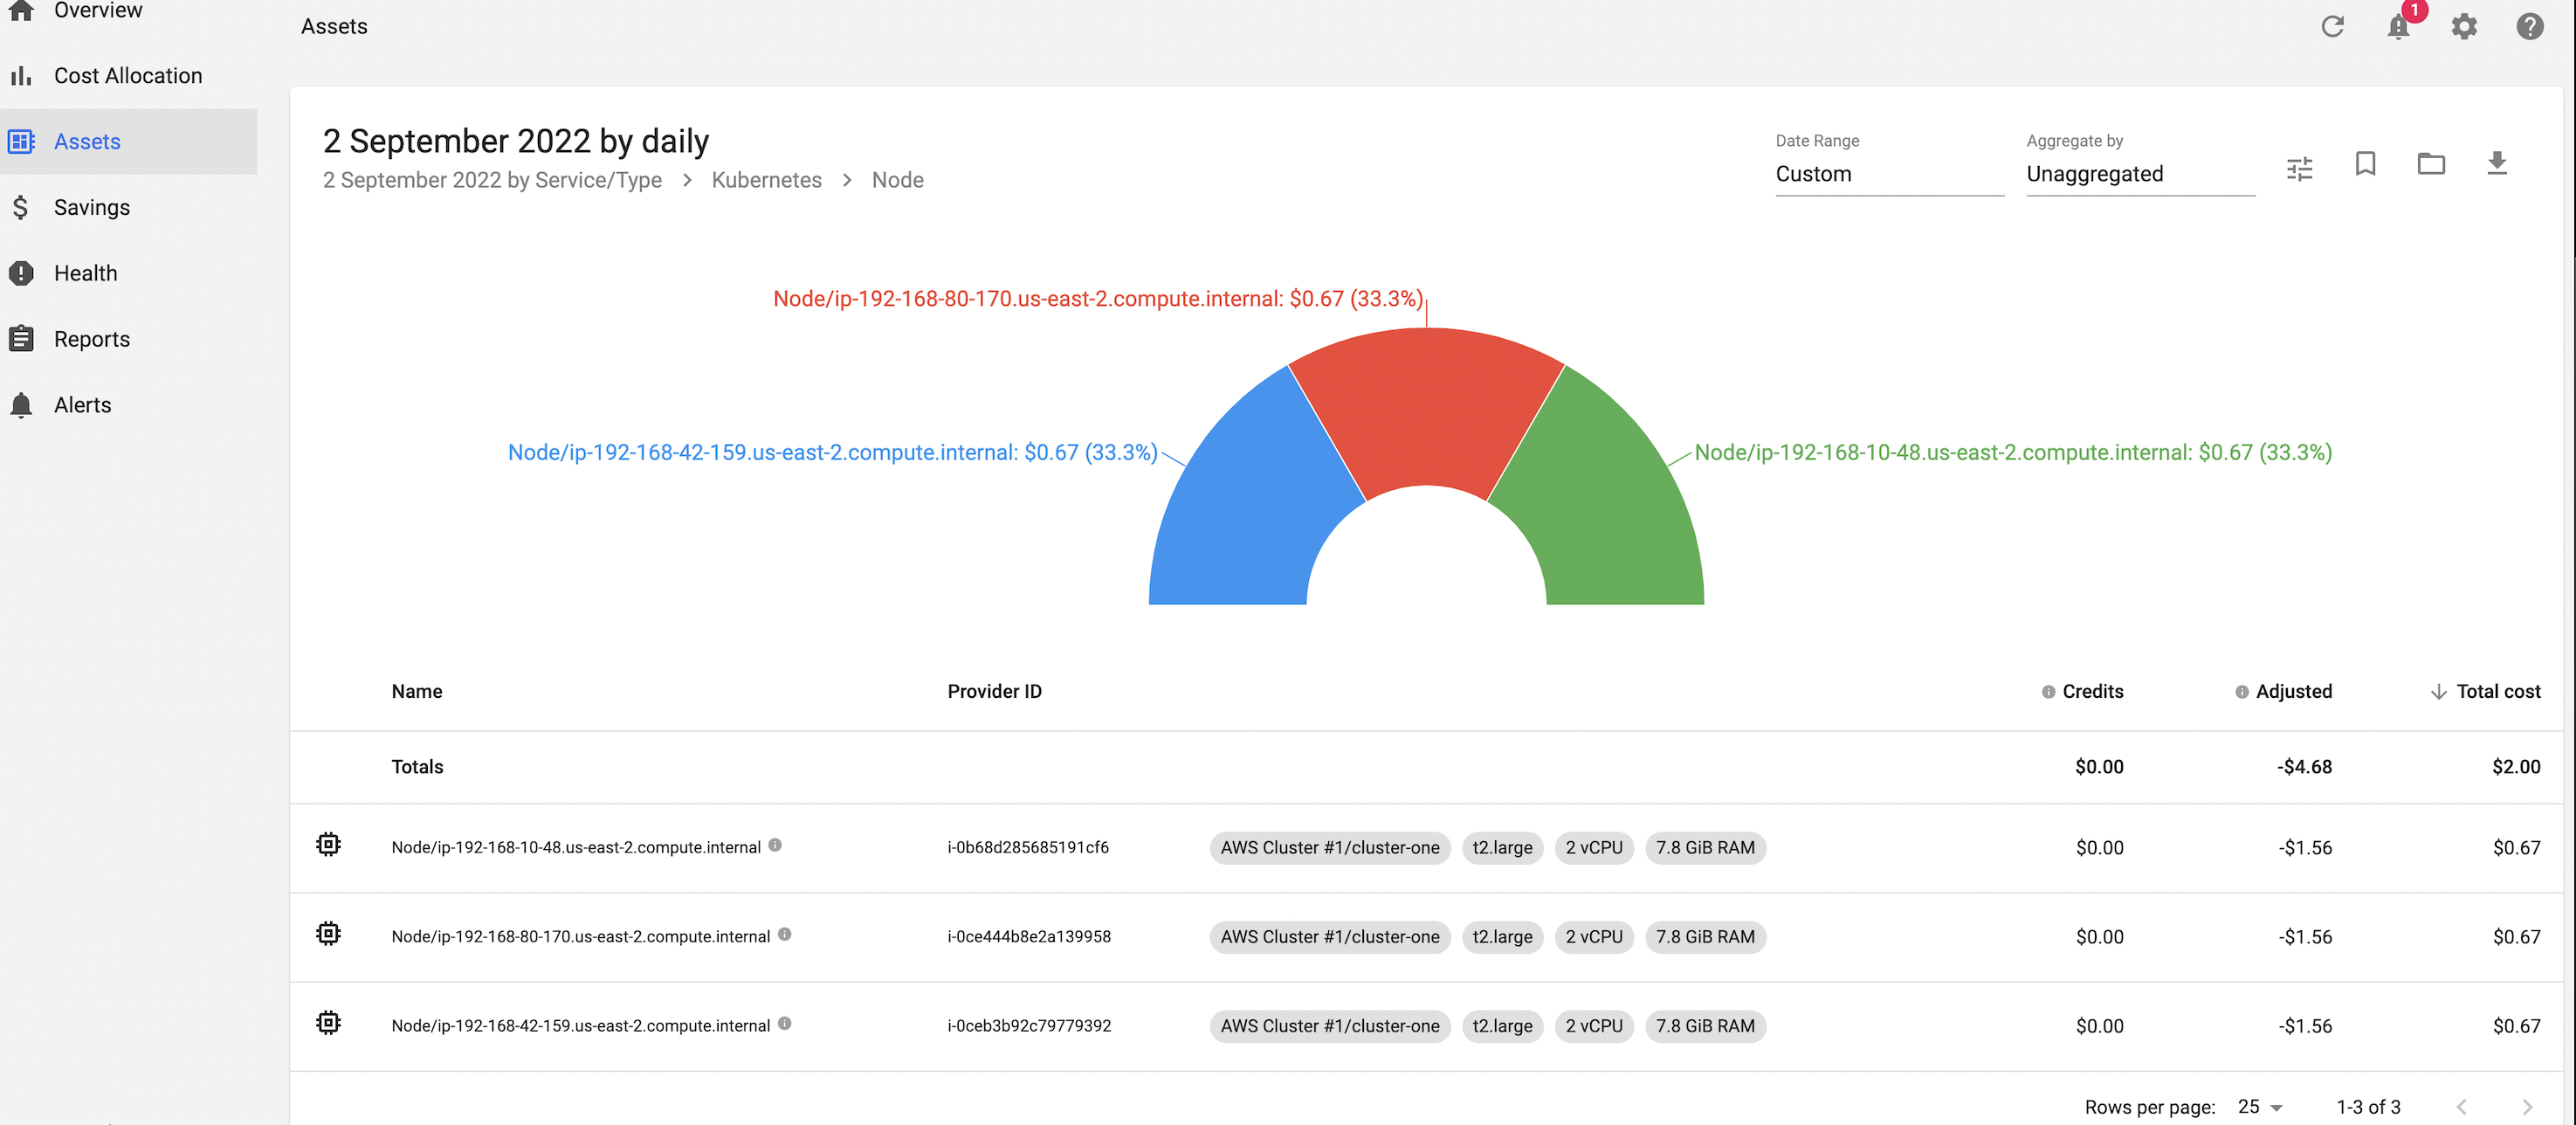 Overview
Cost Allocation
Assets
Savings
Health
Reports
Alerts
Assets
1
2 September 2022 by daily
2 September 2022 by Service/Type > Kubernetes > Node
Date Range
Custom
Aggregate by
Unaggregated
Node/ip-192-168-80-170.us-east-2.compute.internal: $0.67 (33.3%)
Node/ip-192-168-42-159.us-east-2.compute.internal: $0.67 (33.3%)
Node/ip-192-168-10-48.us-east-2.compute.internal: $0.67 (33.3%)
Name Provider ID Credits Adjusted Total cost
Totals $0.00 -$4.68 $2.00
Node/ip-192-168-10-48.us-east-2.compute.internal i-0b68d285685191cf6 AWS Cluster #1/cluster-one t2.large 2 vCPU 7.8 GiB RAM $0.00 -$1.56 $0.67
Node/ip-192-168-80-170.us-east-2.compute.internal i-0ce444b8e2a139958 AWS Cluster #1/cluster-one t2.large 2 vCPU 7.8 GiB RAM $0.00 -$1.56 $0.67
Node/ip-192-168-42-159.us-east-2.compute.internal i-0ceb3b92c79779392 AWS Cluster #1/cluster-one t2.large 2 vCPU 7.8 GiB RAM $0.00 -$1.56 $0.67
Rows per page: 25 1-3 of 3